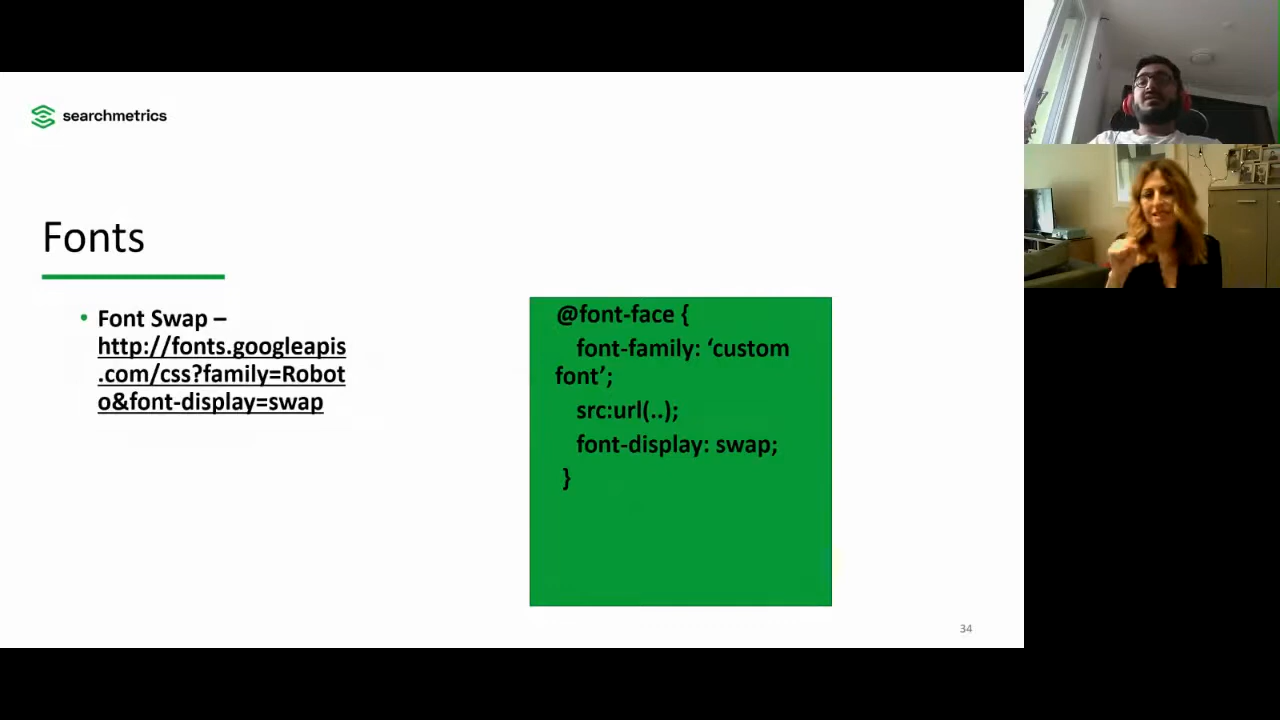 searchmetrics
Fonts
• Font Swap –
http://fonts.googleapis
.com/css?family=Robot
o&font-display=swap
@font-face {
font-family: ‘custom
font’;
src:url(..);
font-display: swap;
}
34